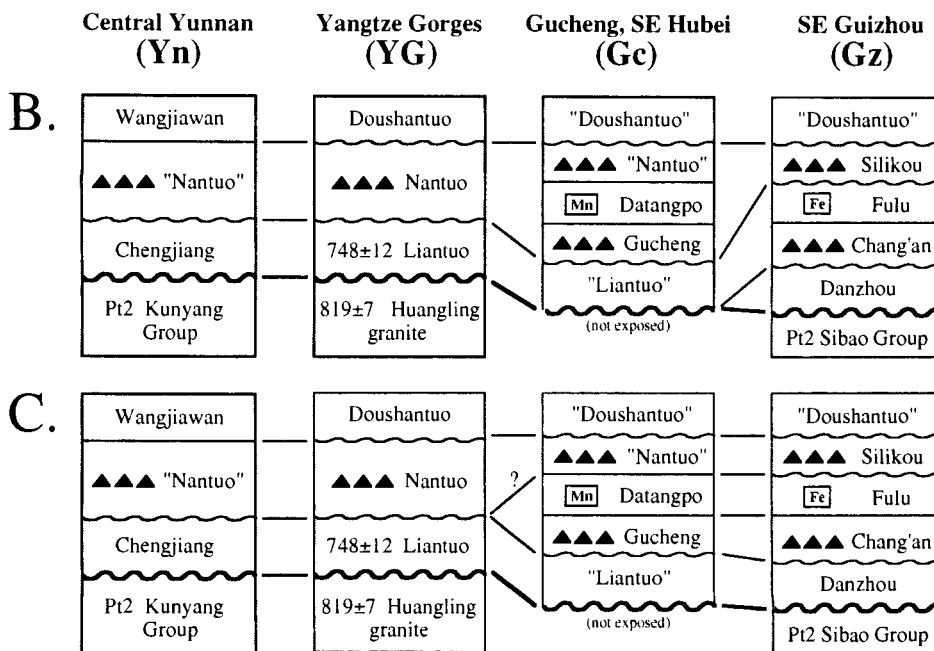 Central Yunnan
(Yn)
Yangtze Gorges
(YG)
Gucheng, SE Hubei
(Gc)
SE Guizhou
(Gz)
B.
Wangjiawan
"Nantuo"
Chengjiang
Pt2 Kunyang
Group
Doushantuo
Nantuo
748±12 Liantuo
819±7 Huangling
granite
"Doushantuo"
"Nantuo"
Mn Datangpo
Gucheng
"Liantuo"
(not exposed)
"Doushantuo"
Silikou
Fe Fulu
Chang'an
Danzhou
Pt2 Sibao Group
C.
Wangjiawan
"Nantuo"
Chengjiang
Pt2 Kunyang
Group
Doushantuo
Nantuo
748±12 Liantuo
819±7 Huangling
granite
?
"Doushantuo"
"Nantuo"
Mn Datangpo
Gucheng
"Liantuo"
(not exposed)
"Doushantuo"
Silikou
Fe Fulu
Chang'an
Danzhou
Pt2 Sibao Group